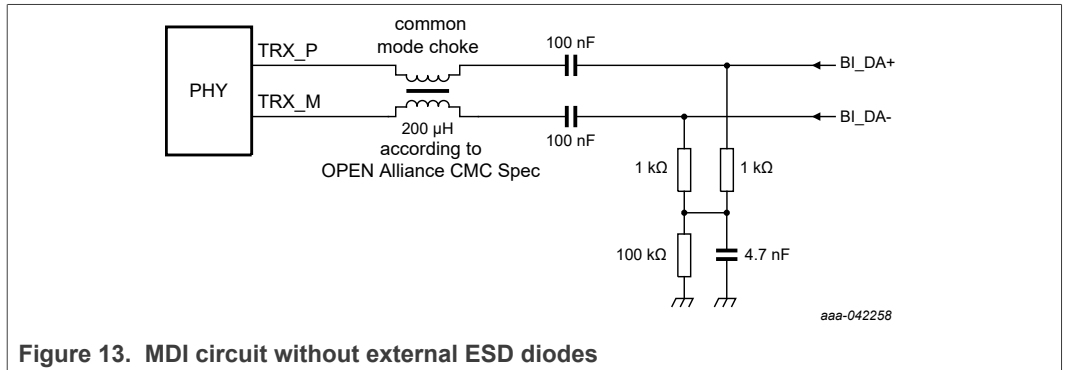 common
mode choke
TRX_P
100 nF
BI_DA+
PHY
TRX_M
BI_DA-
200 µH
100 nF
according to
OPEN Alliance CMC Spec
1 kΩ
1 kΩ
100 kΩ
4.7 nF
aaa-042258
Figure 13. MDI circuit without external ESD diodes